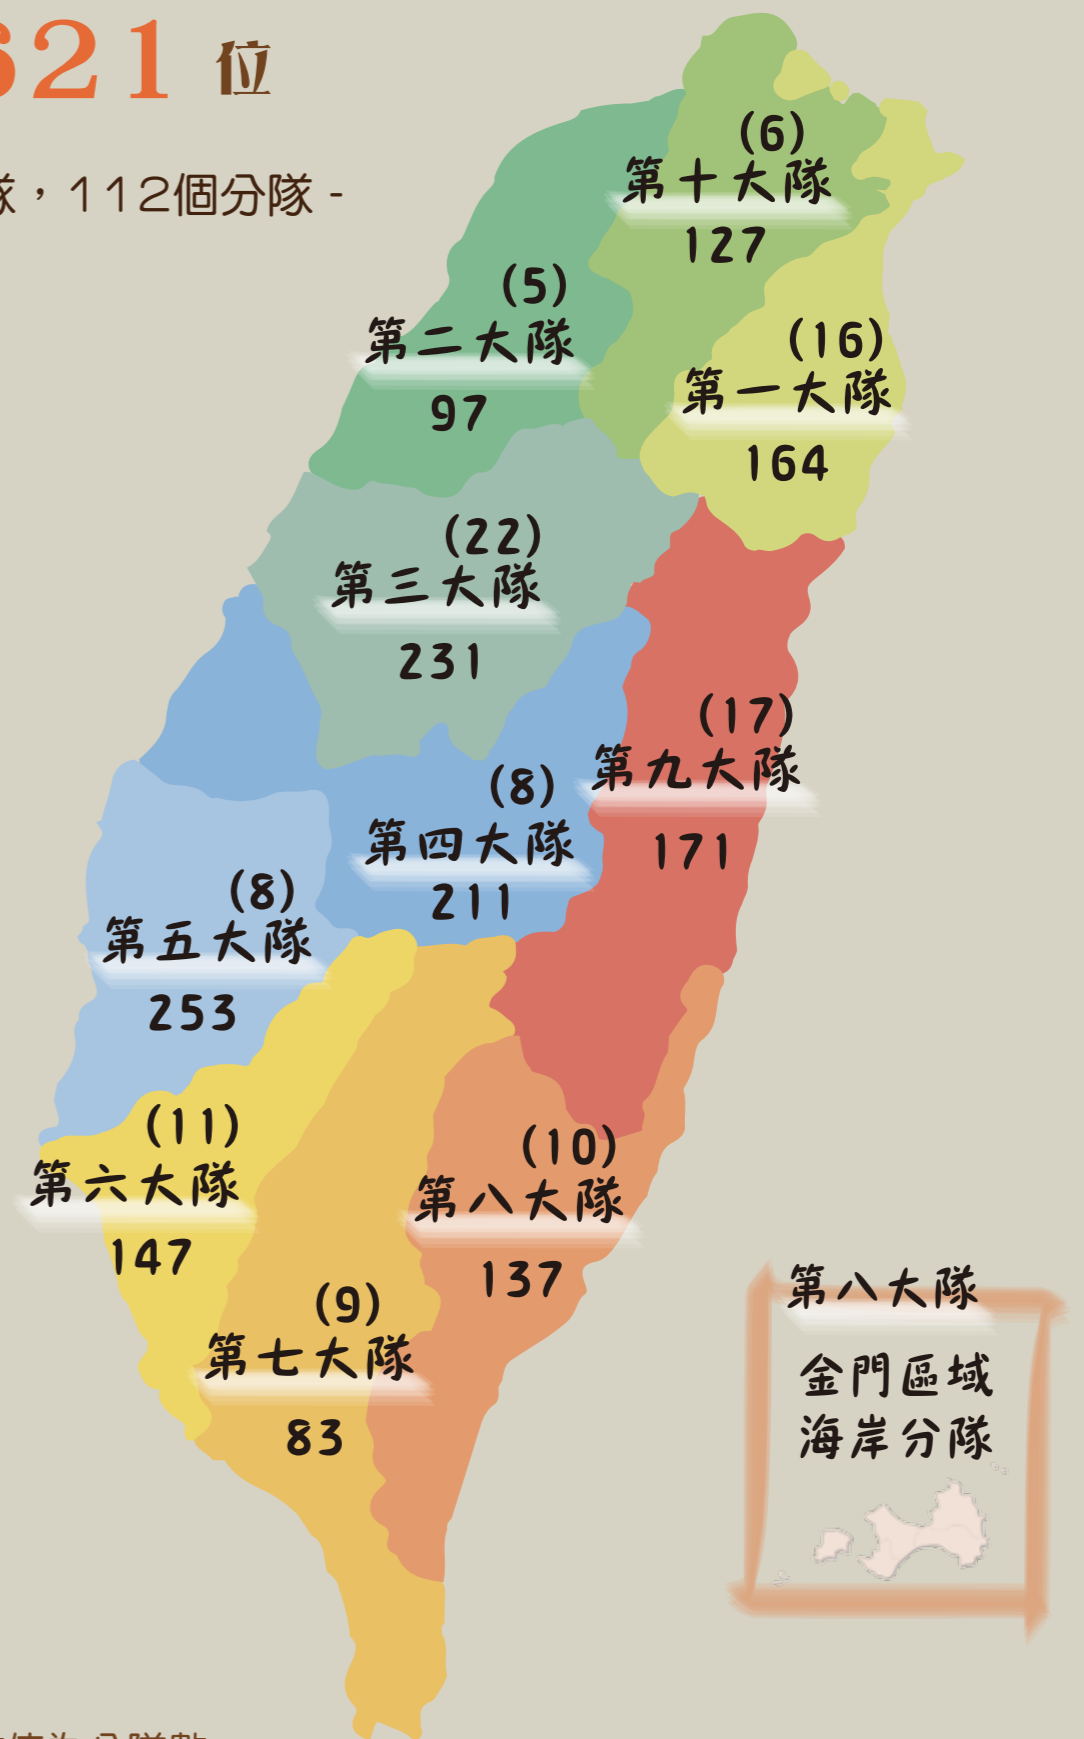 621 位
隊，112個分隊 -
(6)
第十大隊
127
(5)
第二大隊
97
(16)
第一大隊
164
(22)
第三大隊
231
(17)
第九大隊
171
(8)
第四大隊
211
(8)
第五大隊
253
(11)
第六大隊
147
(10)
第八大隊
137
(9)
第七大隊
83
第八大隊
金門區域
海岸分隊